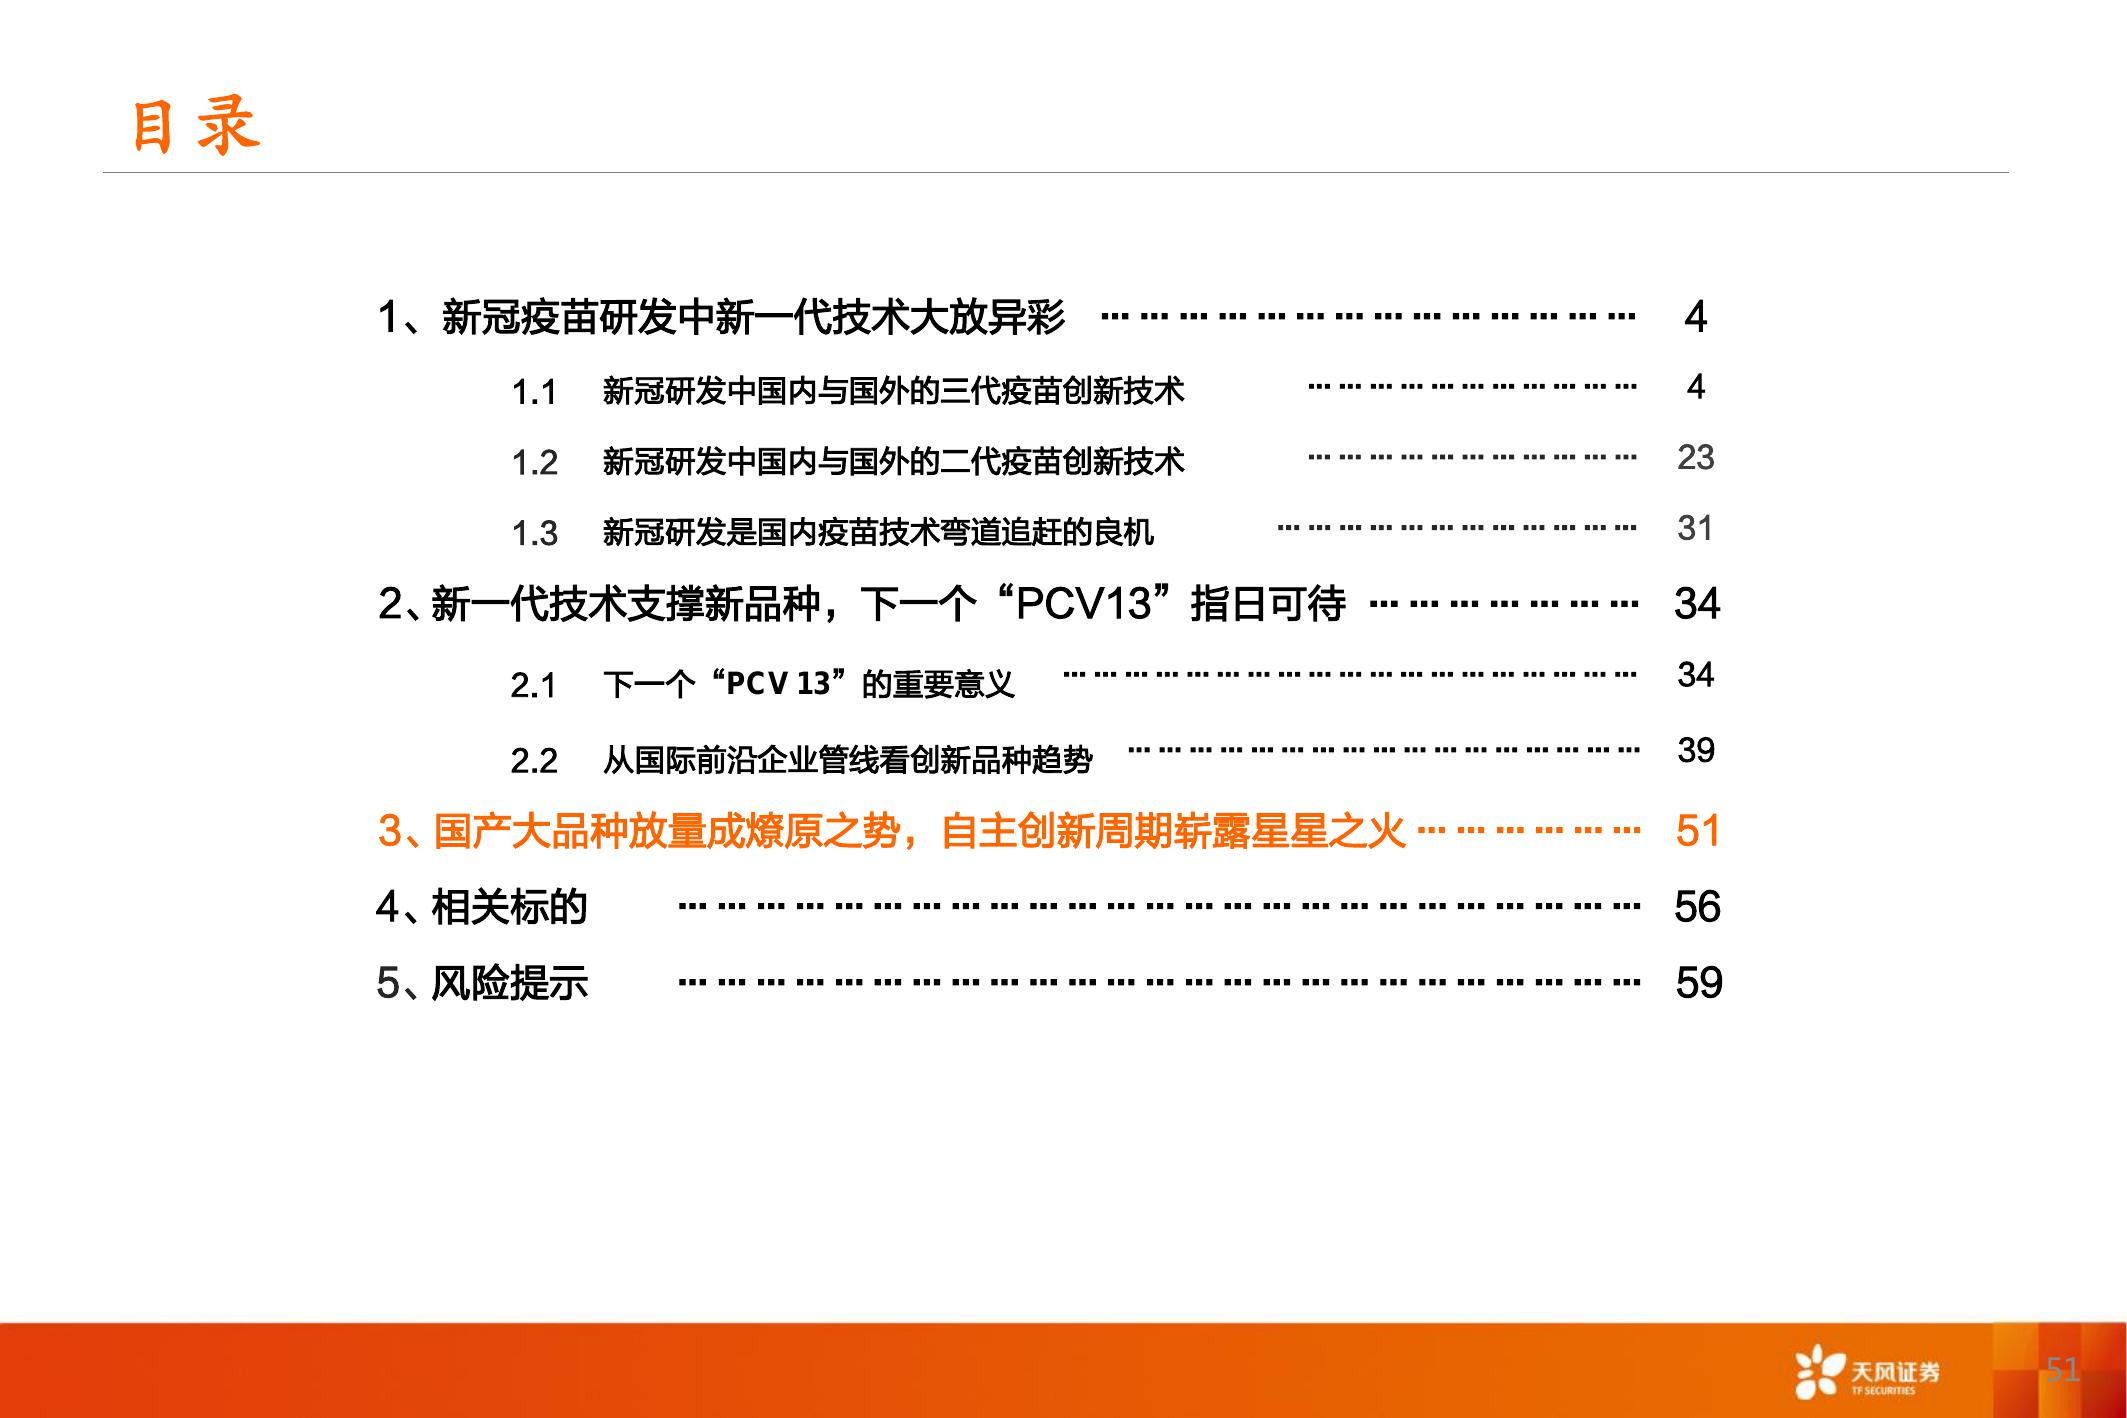 目录
1、新冠疫苗研发中新一代技术大放异彩 … … … … … … … … … … … … … … 4
1.1 新冠研发中国内与国外的三代疫苗创新技术 … … … … … … … … … … … 4
1.2 新冠研发中国内与国外的二代疫苗创新技术 … … … … … … … … … … … 23
1.3 新冠研发是国内疫苗技术弯道追赶的良机 … … … … … … … … … … … … 31
2、新一代技术支撑新品种，下一个“PCV13”指日可待 … … … … … … … 34
2.1 下一个“PCV 13”的重要意义 … … … … … … … … … … … … … … … … … … … 34
2.2 从国际前沿企业管线看创新品种趋势 … … … … … … … … … … … … … … … … … 39
3、国产大品种放量成燎原之势，自主创新周期崭露星星之火 … … … … … … 51
4、相关标的 … … … … … … … … … … … … … … … … … … … … … … … … … 56
5、风险提示 … … … … … … … … … … … … … … … … … … … … … … … … … 59
天风证券
TF SECURITIES
51